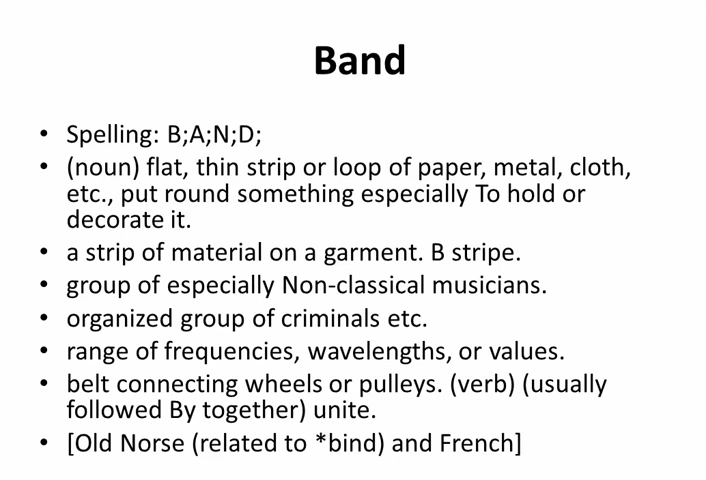 Band
• Spelling: B;A;N;D;
• (noun) flat, thin strip or loop of paper, metal, cloth,
etc., put round something especially To hold or
decorate it.
• a strip of material on a garment. B stripe.
• group of especially Non-classical musicians.
• organized group of criminals etc.
• range of frequencies, wavelengths, or values.
• belt connecting wheels or pulleys. (verb) (usually
followed By together) unite.
• [Old Norse (related to *bind) and French]